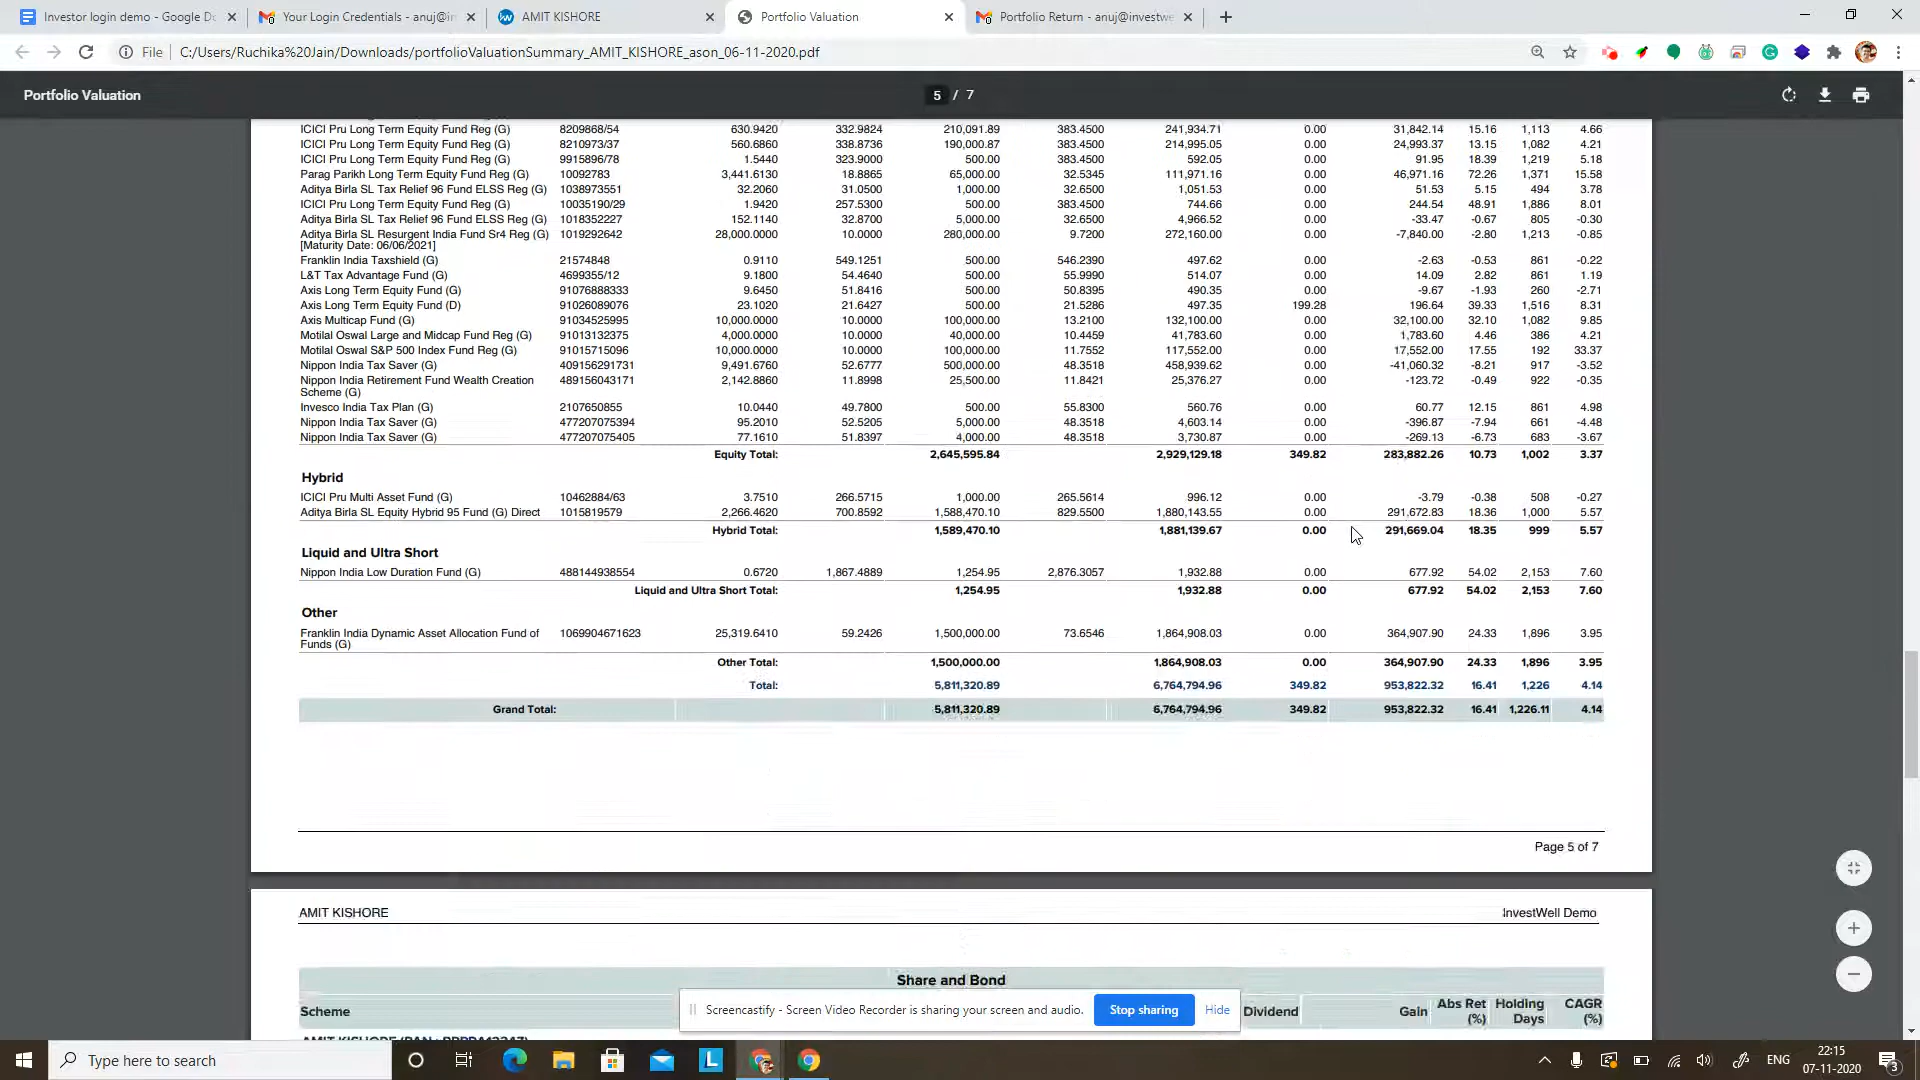 Investor login demo - Google Do
Your Login Credentials - anuj@in
AMIT KISHORE
Portfolio Valuation
Portfolio Return - anuj@investwe
File C:/Users/Ruchika%20Jain/Downloads/portfolioValuationSummary_AMIT_KISHORE_ason_06-11-2020.pdf
Portfolio Valuation
5 / 7
ICICI Pru Long Term Equity Fund Reg (G) 8209868/54 630.9420 332.9824 210,091.89 383.4500 241,934.71 0.00 31,842.14 15.16 1,113 4.66
ICICI Pru Long Term Equity Fund Reg (G) 8210973/37 560.6860 338.8736 190,000.87 383.4500 214,995.05 0.00 24,993.37 13.15 1,082 4.21
ICICI Pru Long Term Equity Fund Reg (G) 9915896/78 1.5440 323.9000 500.00 383.4500 592.05 0.00 91.95 18.39 1,219 5.18
Parag Parikh Long Term Equity Fund Reg (G) 10092783 3,441.6130 18.8865 65,000.00 32.5345 111,971.16 0.00 46,971.16 72.26 1,371 15.58
Aditya Birla SL Tax Relief 96 Fund ELSS Reg (G) 1038973551 32.2060 31.0500 1,000.00 32.6500 1,051.53 0.00 51.53 5.15 494 3.78
ICICI Pru Long Term Equity Fund Reg (G) 10035190/29 1.9420 257.5300 500.00 383.4500 744.66 0.00 244.54 48.91 1,886 8.01
Aditya Birla SL Tax Relief 96 Fund ELSS Reg (G) 1018352227 152.1140 32.8700 5,000.00 32.6500 4,966.52 0.00 -33.47 -0.67 805 -0.30
Aditya Birla SL Resurgent India Fund Sr4 Reg (G) 1019292642 28,000.0000 10.0000 280,000.00 9.7200 272,160.00 0.00 -7,840.00 -2.80 1,213 -0.85
[Maturity Date: 06/06/2021]
Franklin India Taxshield (G) 21574848 0.9110 549.1251 500.00 546.2390 497.62 0.00 -2.63 -0.53 861 -0.22
L&T Tax Advantage Fund (G) 4699355/12 9.1800 54.4640 500.00 55.9990 514.07 0.00 14.09 2.82 861 1.19
Axis Long Term Equity Fund (G) 91076888333 9.6450 51.8416 500.00 50.8395 490.35 0.00 -9.67 -1.93 260 -2.71
Axis Long Term Equity Fund (D) 91026089076 23.1020 21.6427 500.00 21.5286 497.35 199.28 196.64 39.33 1,516 8.31
Axis Multicap Fund (G) 91034525995 10,000.0000 10.0000 100,000.00 13.2100 132,100.00 0.00 32,100.00 32.10 1,082 9.85
Motilal Oswal Large and Midcap Fund Reg (G) 91013132375 4,000.0000 10.0000 40,000.00 10.4459 41,783.60 0.00 1,783.60 4.46 386 4.21
Motilal Oswal S&P 500 Index Fund Reg (G) 91015715096 10,000.0000 10.0000 100,000.00 11.7552 117,552.00 0.00 17,552.00 17.55 192 33.37
Nippon India Tax Saver (G) 409156291731 9,491.6760 52.6777 500,000.00 48.3518 458,939.62 0.00 -41,060.32 -8.21 917 -3.52
Nippon India Retirement Fund Wealth Creation 489156043171 2,142.8860 11.8998 25,500.00 11.8421 25,376.27 0.00 -123.72 -0.49 922 -0.35
Scheme (G)
Invesco India Tax Plan (G) 2107650855 10.0440 49.7800 500.00 55.8300 560.76 0.00 60.77 12.15 861 4.98
Nippon India Tax Saver (G) 477207075394 95.2010 52.5205 5,000.00 48.3518 4,603.14 0.00 -396.87 -7.94 661 -4.48
Nippon India Tax Saver (G) 477207075405 77.1610 51.8397 4,000.00 48.3518 3,730.87 0.00 -269.13 -6.73 683 -3.67
Equity Total: 2,645,595.84 2,929,129.18 349.82 283,882.26 10.73 1,002 3.37
Hybrid
ICICI Pru Multi Asset Fund (G) 10462884/63 3.7510 266.5715 1,000.00 265.5614 996.12 0.00 -3.79 -0.38 508 -0.27
Aditya Birla SL Equity Hybrid 95 Fund (G) Direct 1015819579 2,266.4620 700.8592 1,588,470.10 829.5500 1,880,143.55 0.00 291,672.83 18.36 1,000 5.57
Hybrid Total: 1,589,470.10 1,881,139.67 0.00 291,669.04 18.35 999 5.57
Liquid and Ultra Short
Nippon India Low Duration Fund (G) 488144938554 0.6720 1,867.4889 1,254.95 2,876.3057 1,932.88 0.00 677.92 54.02 2,153 7.60
Liquid and Ultra Short Total: 1,254.95 1,932.88 0.00 677.92 54.02 2,153 7.60
Other
Franklin India Dynamic Asset Allocation Fund of 1069904671623 25,319.6410 59.2426 1,500,000.00 73.6546 1,864,908.03 0.00 364,907.90 24.33 1,896 3.95
Funds (G)
Other Total: 1,500,000.00 1,864,908.03 0.00 364,907.90 24.33 1,896 3.95
Total: 5,811,320.89 6,764,794.96 349.82 953,822.32 16.41 1,226 4.14
Grand Total: 5,811,320.89 6,764,794.96 349.82 953,822.32 16.41 1,226.11 4.14
Page 5 of 7
AMIT KISHORE InvestWell Demo
Share and Bond
Scheme Dividend Gain Abs Ret (%) Holding Days CAGR (%)
Screencastify - Screen Video Recorder is sharing your screen and audio. Stop sharing Hide
Type here to search
L
ENG
22:15
07-11-2020
3